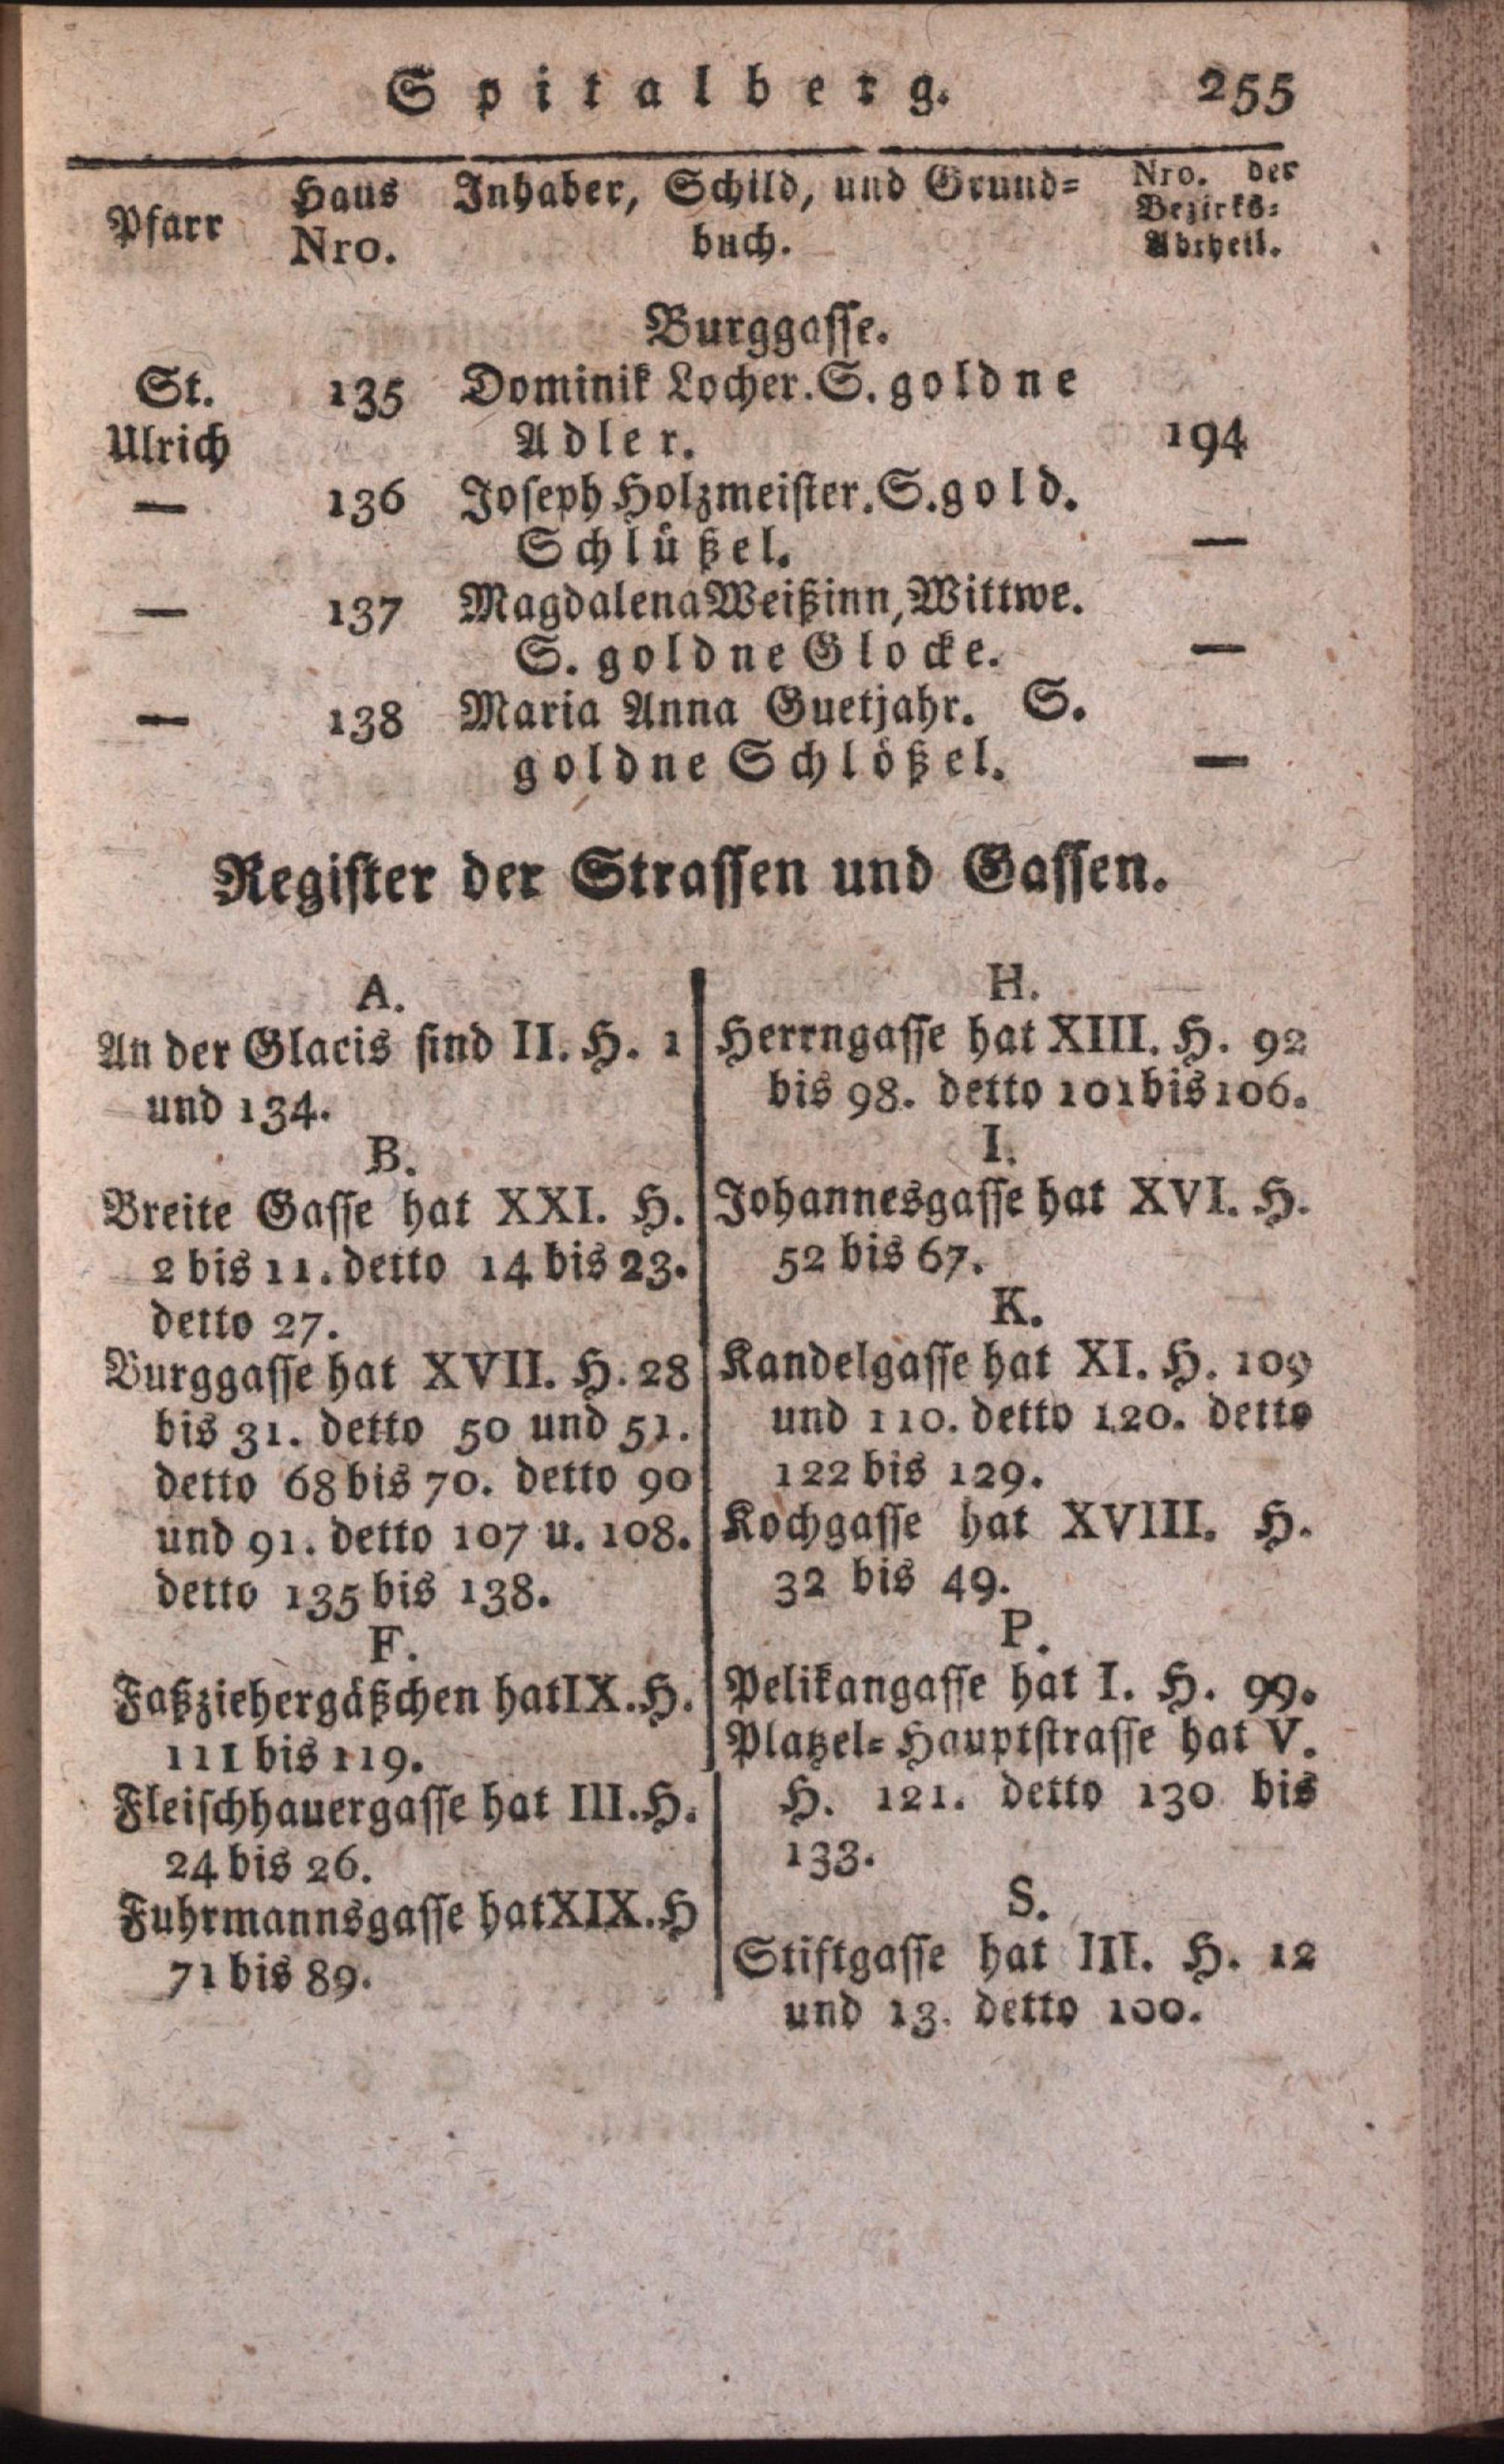 Spitalberg. 255
Pfarr Haus Nro. Inhaber, Schild, und Grund=
buch.
Nro. der
Bezirks=
Abtheil.
Burggasse.
St. 135 Dominik Locher. S. goldne
Ulrich Adler. 194
— 136 Joseph Holzmeister. S. gold.
Schlüßel. —
— 137 Magdalena Weißinn, Wittwe.
S. goldne Glocke. —
— 138 Maria Anna Guetjahr. S.
goldne Schlößel. —
Register der Strassen und Gassen.
A.
An der Glacis sind II. H. 1
und 134.
B.
Breite Gasse hat XXI. H.
2 bis 11. detto 14 bis 23.
detto 27.
Burggasse hat XVII. H. 28
bis 31. detto 50 und 51.
detto 68 bis 70. detto 90
und 91. detto 107 u. 108.
detto 135 bis 138.
F.
Faßziehergäßchen hat IX. H.
111 bis 119.
Fleischhauergasse hat III. H.
24 bis 26.
Fuhrmannsgasse hat XIX. H
71 bis 89.
H.
Herrngasse hat XIII. H. 92
bis 98. detto 101 bis 106.
I.
Johannesgasse hat XVI. H.
52 bis 67.
K.
Kandelgasse hat XI. H. 109
und 110. detto 120. detto
122 bis 129.
Kochgasse hat XVIII. H.
32 bis 49.
P.
Pelikangasse hat I. H. 99.
Platzel=Hauptstrasse hat V.
H. 121. detto 130 bis
133.
S.
Stiftgasse hat III. H. 12
und 13. detto 100.